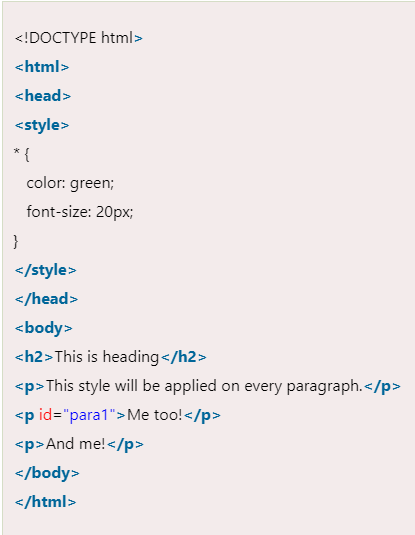 <!DOCTYPE html>
<html>
<head>
<style>
* {
   color: green;
   font-size: 20px;
}
</style>
</head>
<body>
<h2>This is heading</h2>
<p>This style will be applied on every paragraph.</p>
<p id="para1">Me too!</p>
<p>And me!</p>
</body>
</html>